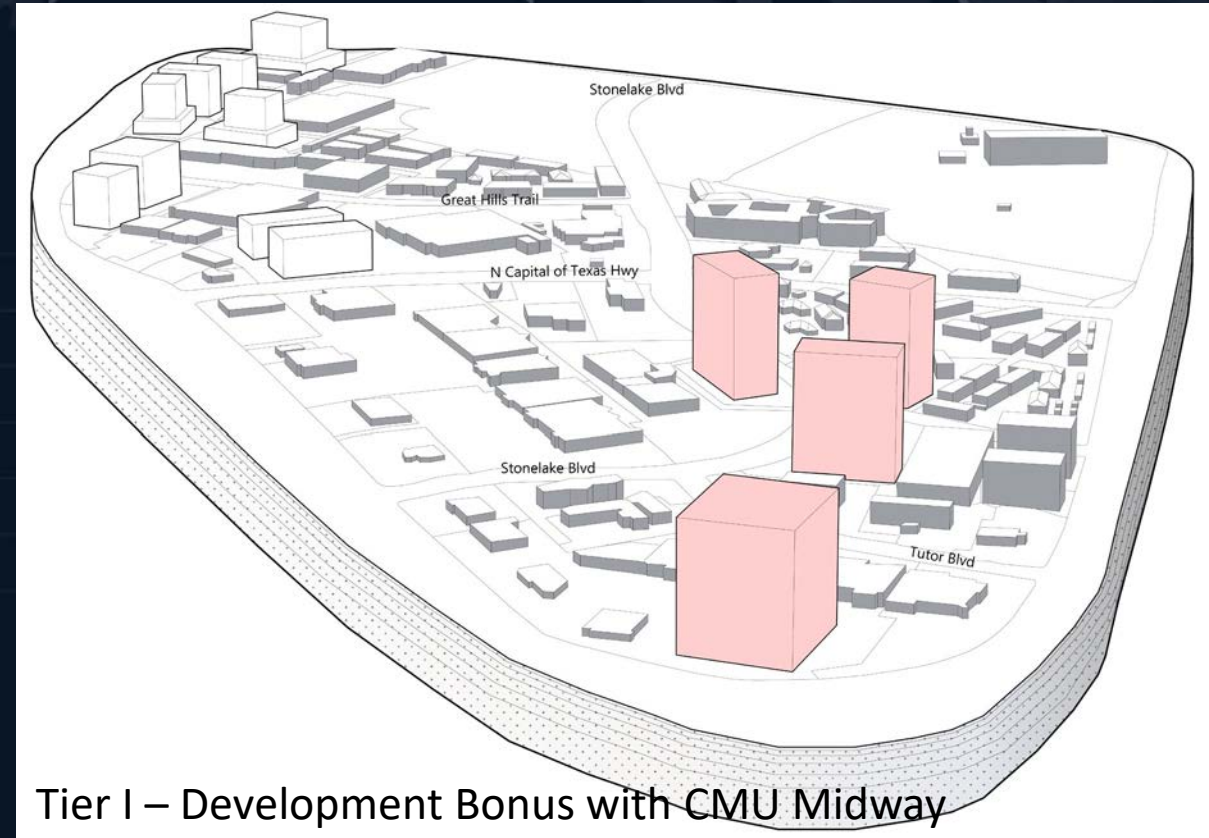 Stonelake Blvd
Great Hills Trail
N Capital of Texas Hwy
Stonelake Blvd
Tutor Blvd
Tier I – Development Bonus with CMU Midway